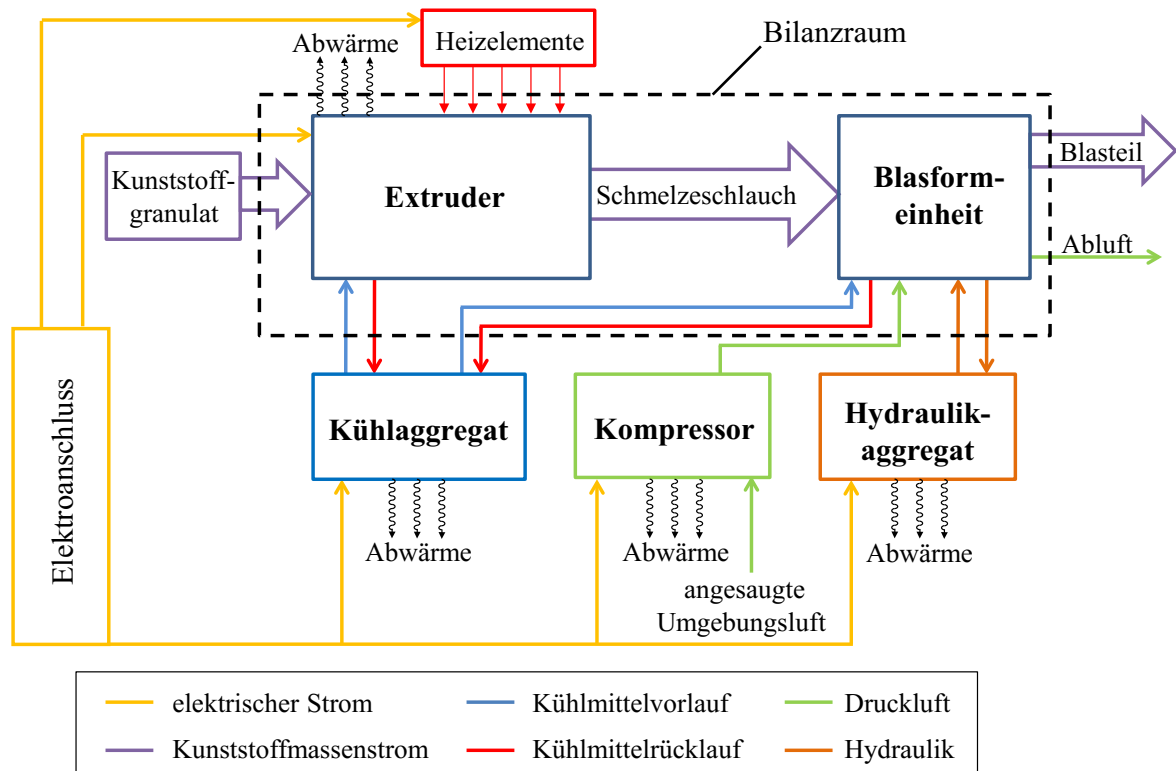 Bilanzraum
Heizelemente
Abwärme
Kunststoff-
granulat
Extruder
Schmelzeschlauch
Blasform-
einheit
Blasteil
Abluft
Elektroanschluss
Kühlaggregat
Kompressor
Hydraulik-
aggregat
Abwärme
Abwärme
Abwärme
angesaugte
Umgebungsluft
elektrischer Strom
Kühlmittelvorlauf
Druckluft
Kunststoffmassenstrom
Kühlmittelrücklauf
Hydraulik